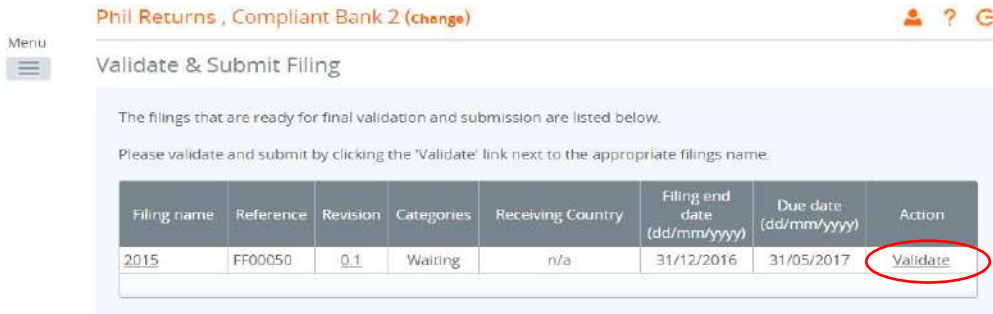 Phil Returns , Compliant Bank 2 (Change)
?
Menu
Validate & Submit Filing
The filings that are ready for final validation and submission are listed below.
Please validate and submit by clicking the 'Validate' link next to the appropriate filings name.
Filing name Reference Revision Categories Receiving Country Filing end date (dd/mm/yyyy) Due date (dd/mm/yyyy) Action
2015 FF00050 0.1 Waiting n/a 31/12/2016 31/05/2017 Validate